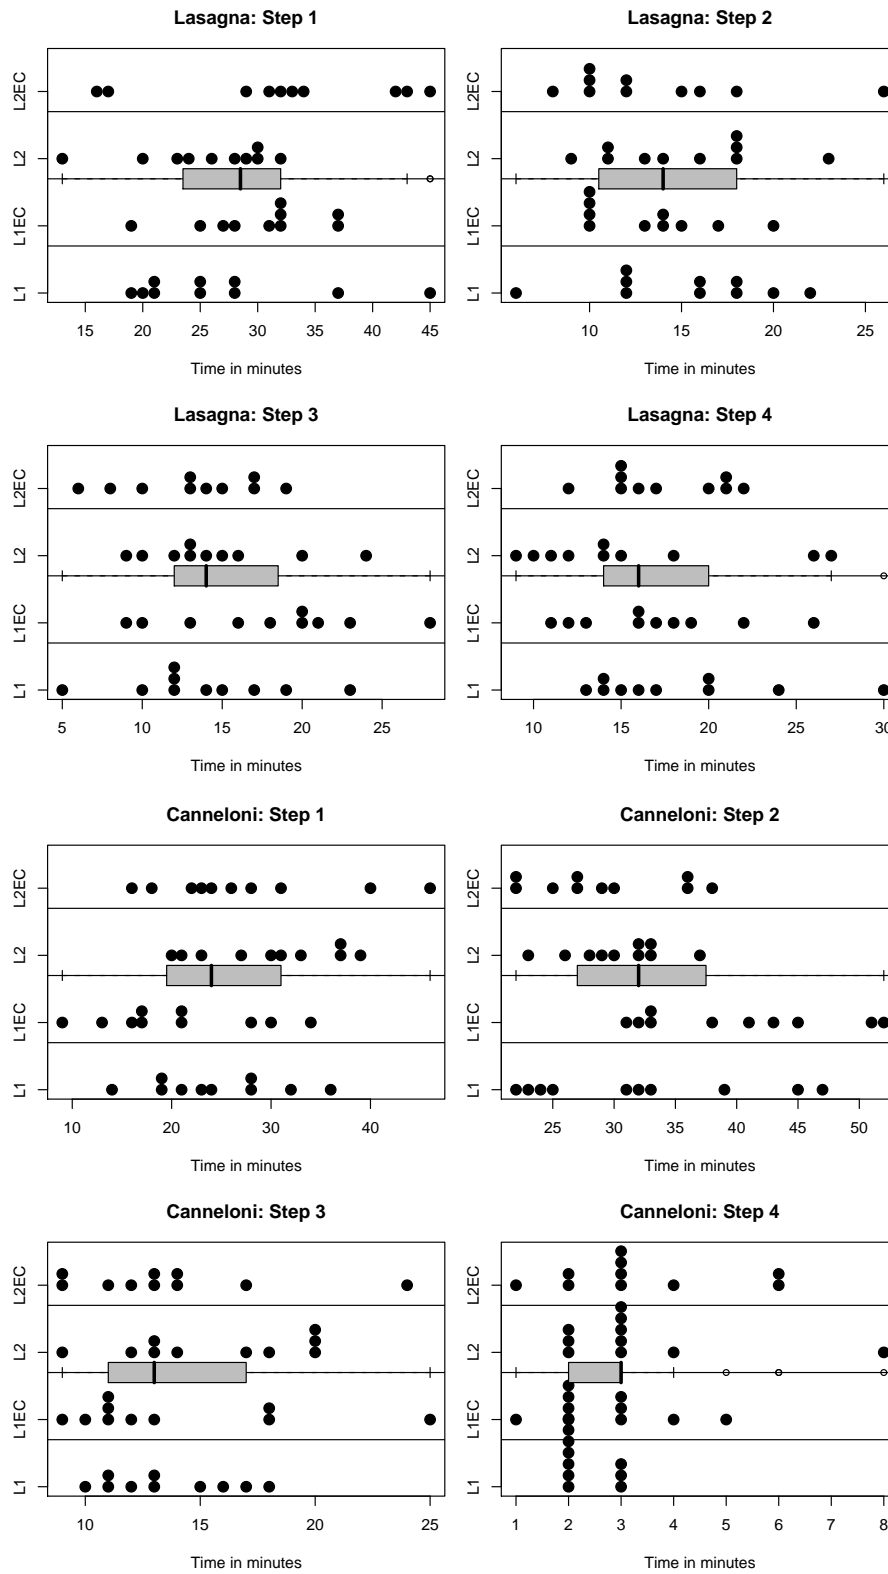 Lasagna: Step 1
L2EC
L2
L1EC
L1
15 20 25 30 35 40 45
Time in minutes
Lasagna: Step 2
L2EC
L2
L1EC
L1
10 15 20 25
Time in minutes
Lasagna: Step 3
L2EC
L2
L1EC
L1
5 10 15 20 25
Time in minutes
Lasagna: Step 4
L2EC
L2
L1EC
L1
10 15 20 25 30
Time in minutes
Canneloni: Step 1
L2EC
L2
L1EC
L1
10 20 30 40
Time in minutes
Canneloni: Step 2
L2EC
L2
L1EC
L1
25 30 35 40 45 50
Time in minutes
Canneloni: Step 3
L2EC
L2
L1EC
L1
10 15 20 25
Time in minutes
Canneloni: Step 4
L2EC
L2
L1EC
L1
1 2 3 4 5 6 7 8
Time in minutes